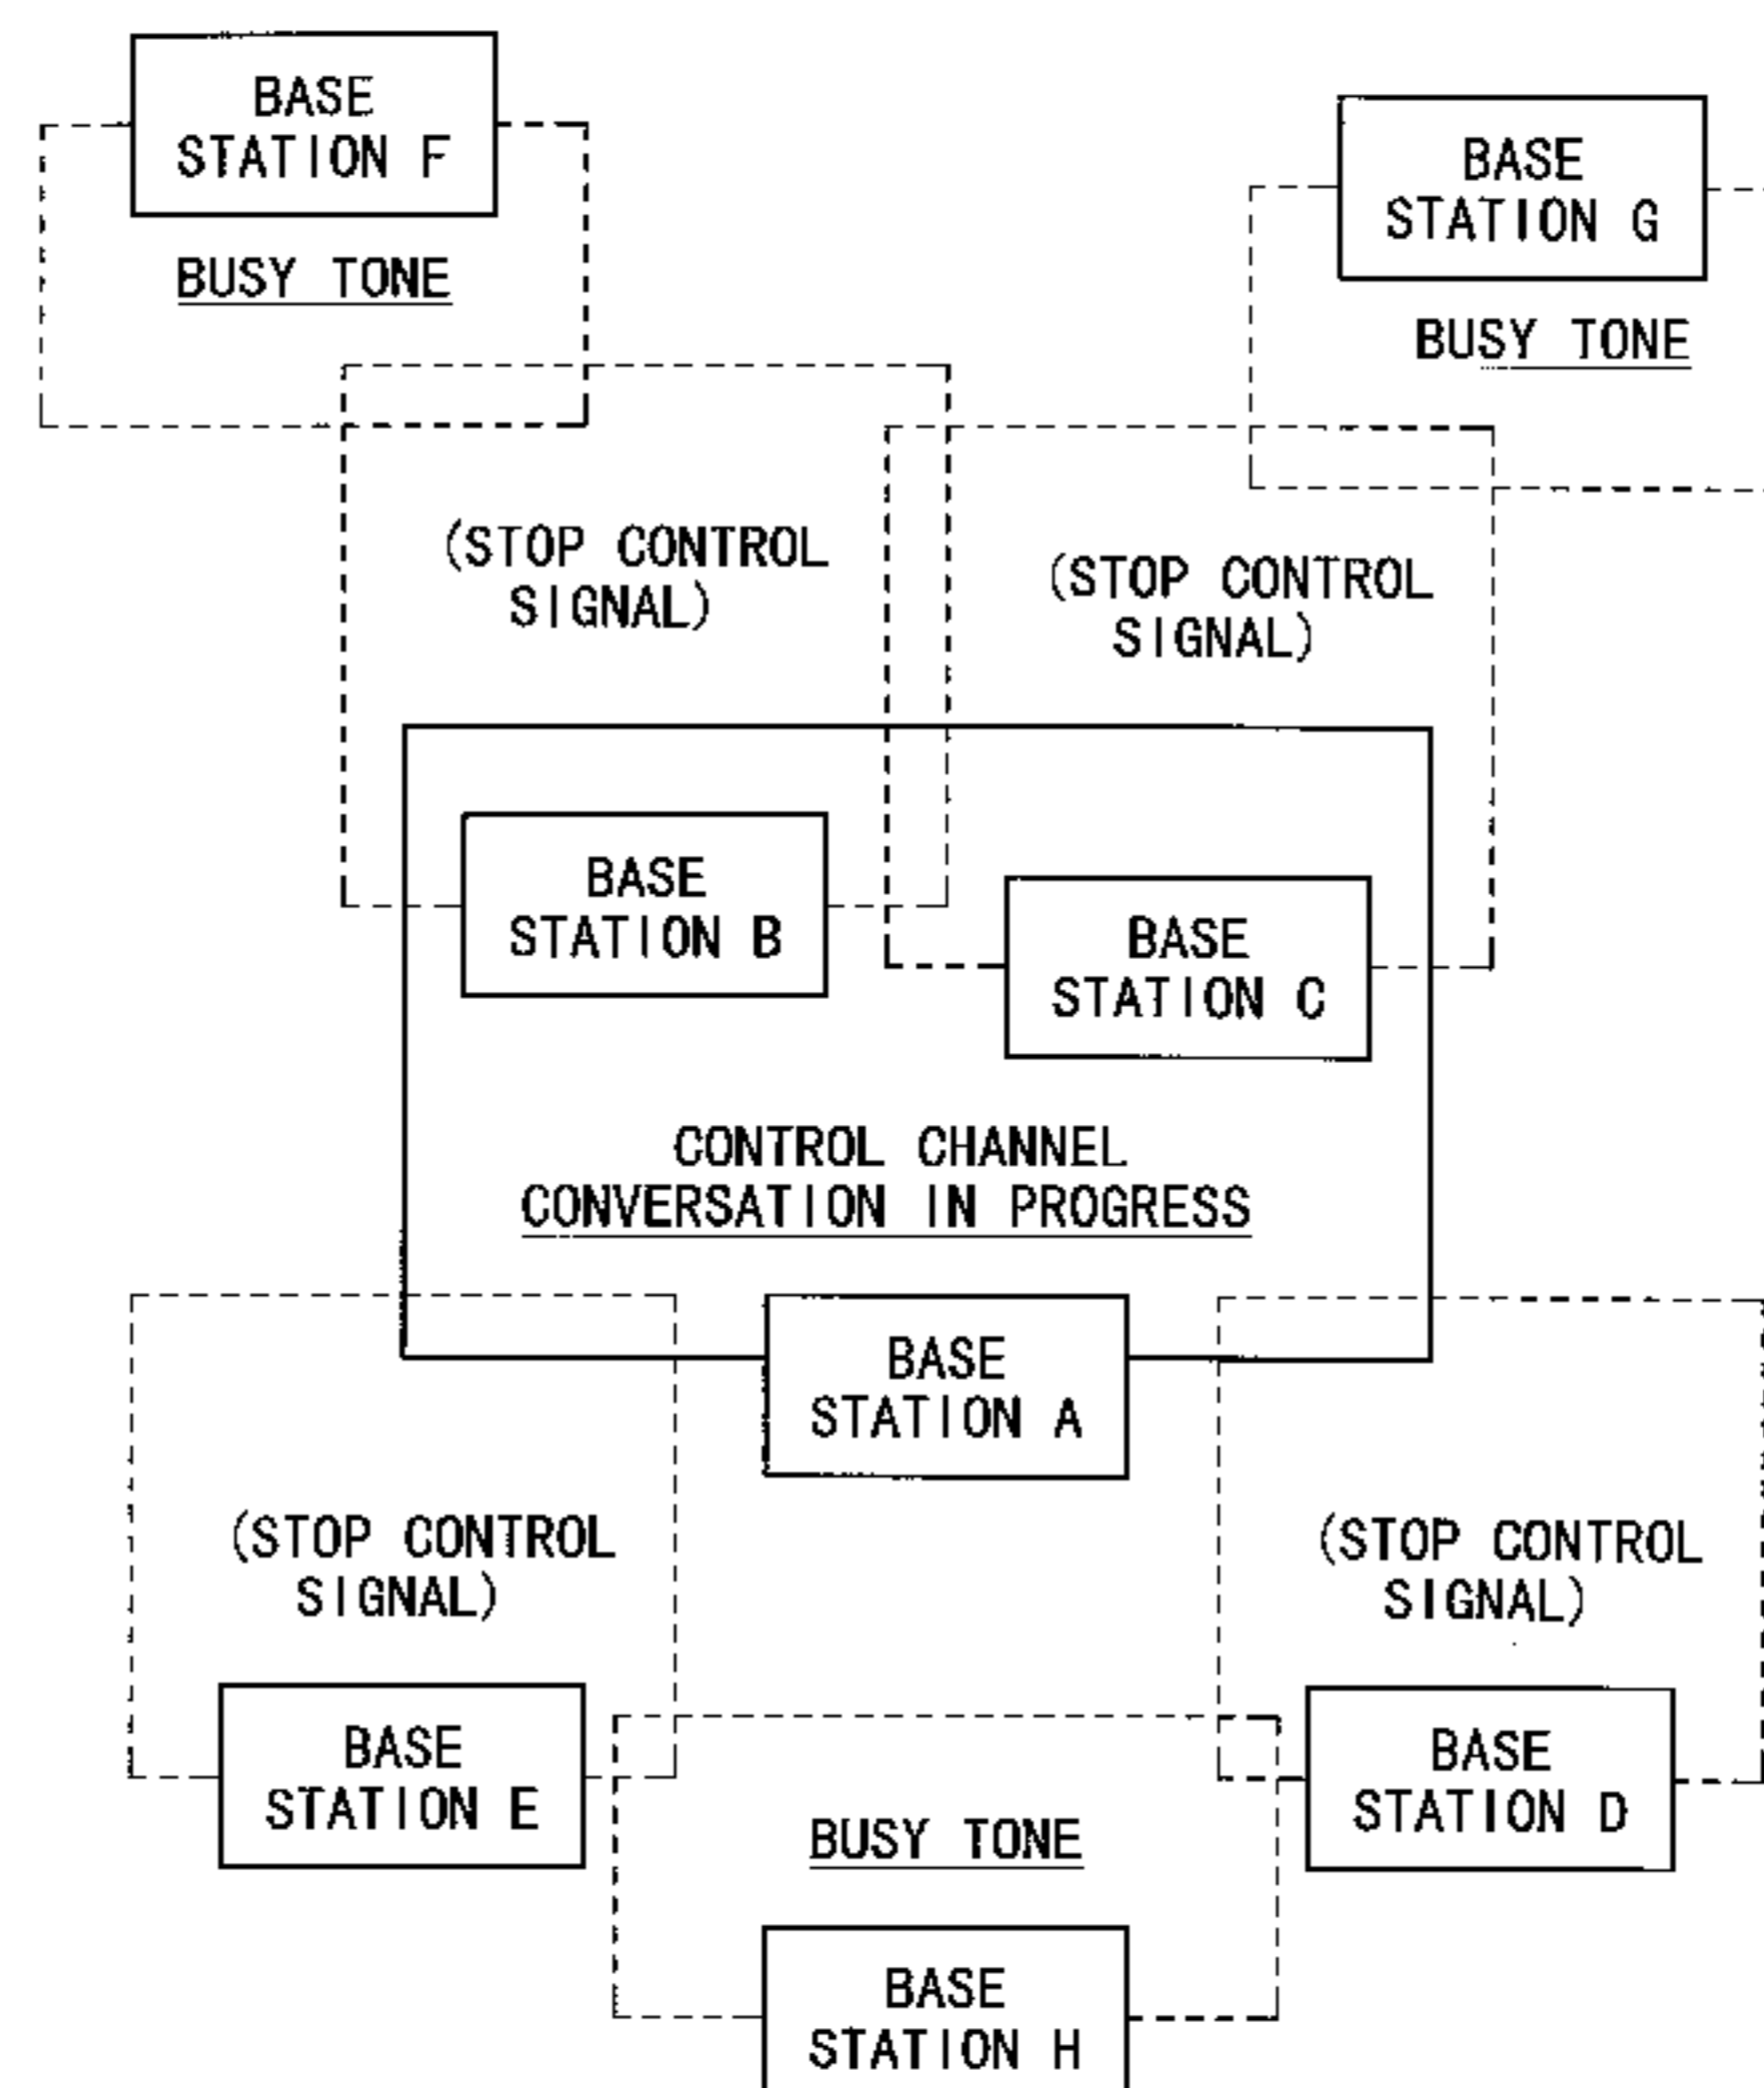 BASE
STATION F
BUSY TONE
BASE
STATION G
BUSY TONE
(STOP CONTROL
SIGNAL)
(STOP CONTROL
SIGNAL)
BASE
STATION B
BASE
STATION C
CONTROL CHANNEL
CONVERSATION IN PROGRESS
BASE
STATION A
(STOP CONTROL
SIGNAL)
(STOP CONTROL
SIGNAL)
BASE
STATION E
BASE
STATION D
BUSY TONE
BASE
STATION H